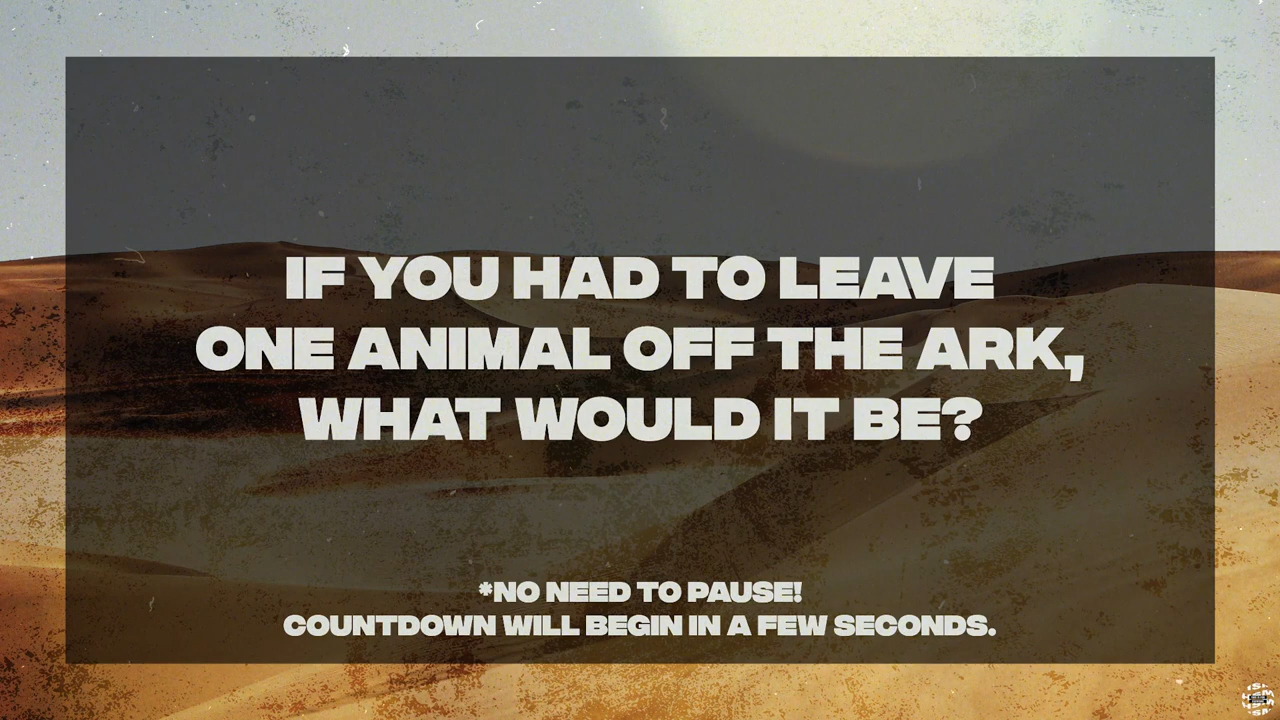 IF YOU HAD TO LEAVE
ONE ANIMAL OFF THE ARK,
WHAT WOULD IT BE?
*NO NEED TO PAUSE!
COUNTDOWN WILL BEGIN IN A FEW SECONDS.